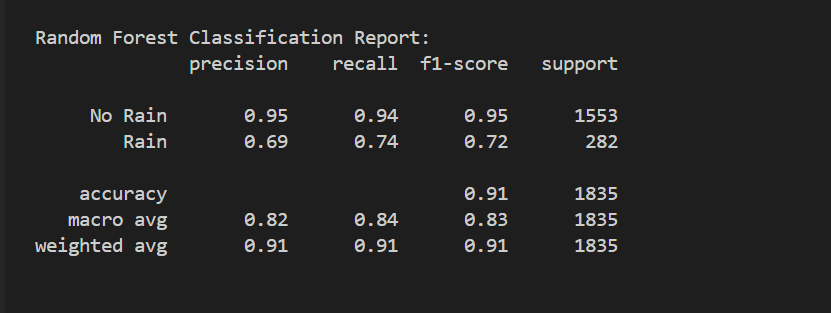 Random Forest Classification Report:
precision recall f1-score support
No Rain 0.95 0.94 0.95 1553
Rain 0.69 0.74 0.72 282
accuracy 0.91 1835
macro avg 0.82 0.84 0.83 1835
weighted avg 0.91 0.91 0.91 1835